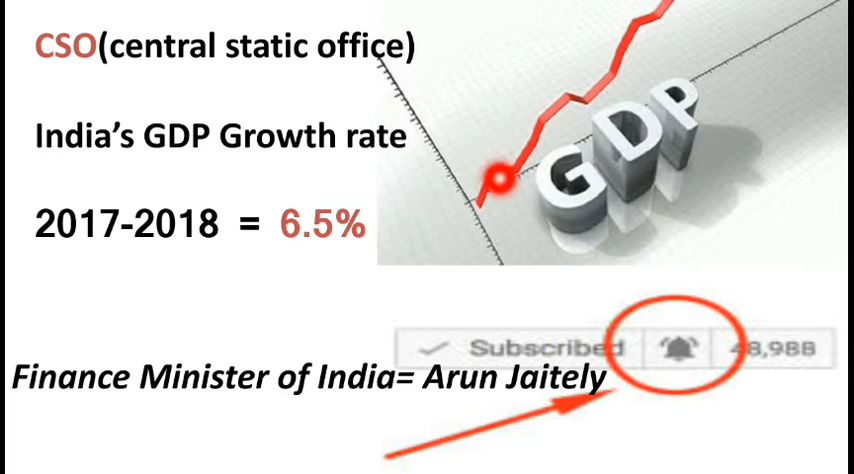 CSO(central static office)
India's GDP Growth rate
2017-2018 = 6.5%
GDP
Subscribed 48,988
Finance Minister of India= Arun Jaitely